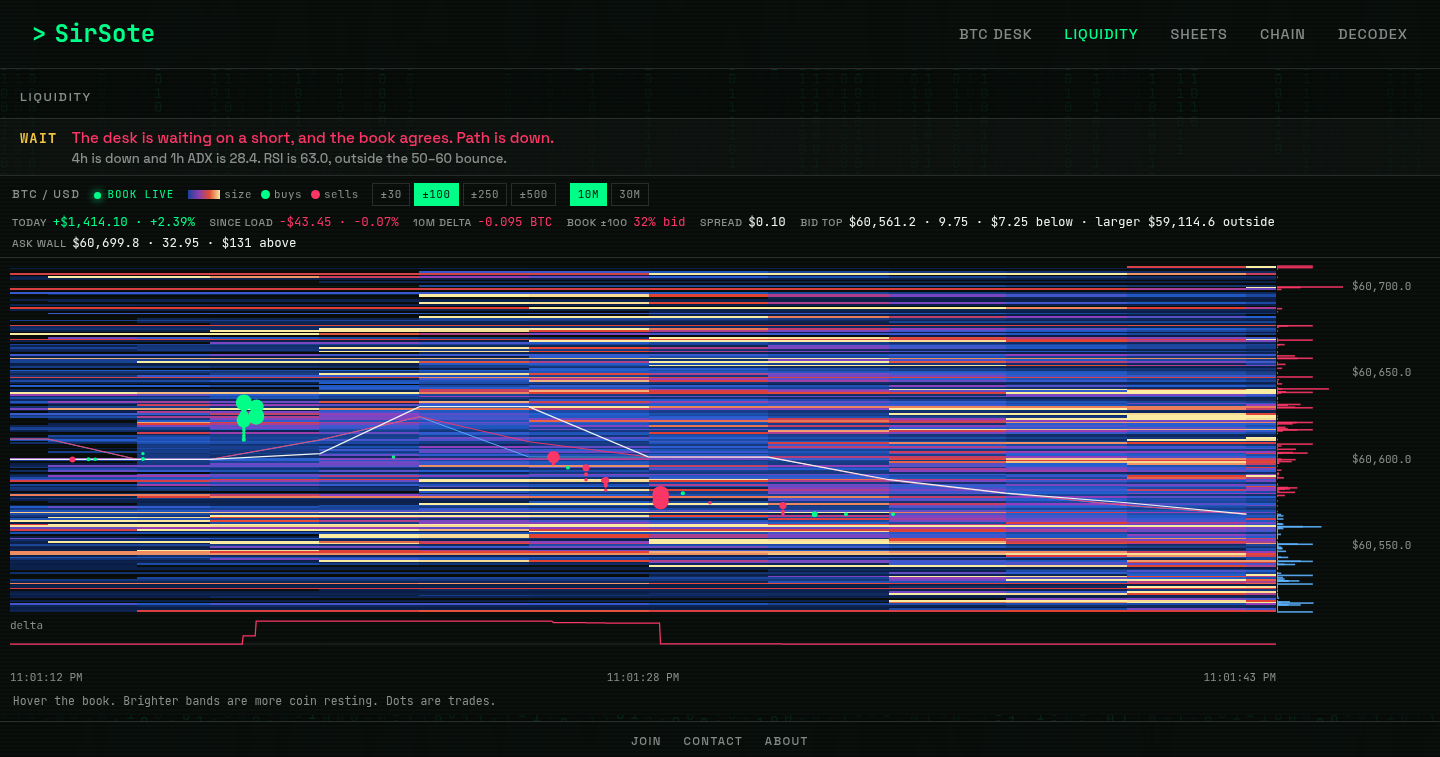 > SirSote
BTC DESK LIQUIDITY SHEETS CHAIN DECODEX
LIQUIDITY
WAIT The desk is waiting on a short, and the book agrees. Path is down.
4h is down and 1h ADX is 28.4. RSI is 63.0, outside the 50–60 bounce.
BTC / USD BOOK LIVE size buys sells ±30 ±100 ±250 ±500 10M 30M
TODAY +$1,414.10 · +2.39% SINCE LOAD -$43.45 · -0.07% 10M DELTA -0.095 BTC BOOK ±100 32% bid SPREAD $0.10 BID TOP $60,561.2 · 9.75 · $7.25 below · larger $59,114.6 outside
ASK WALL $60,699.8 · 32.95 · $131 above
$60,700.0
$60,650.0
$60,600.0
$60,550.0
delta
11:01:12 PM 11:01:28 PM 11:01:43 PM
Hover the book. Brighter bands are more coin resting. Dots are trades.
JOIN CONTACT ABOUT